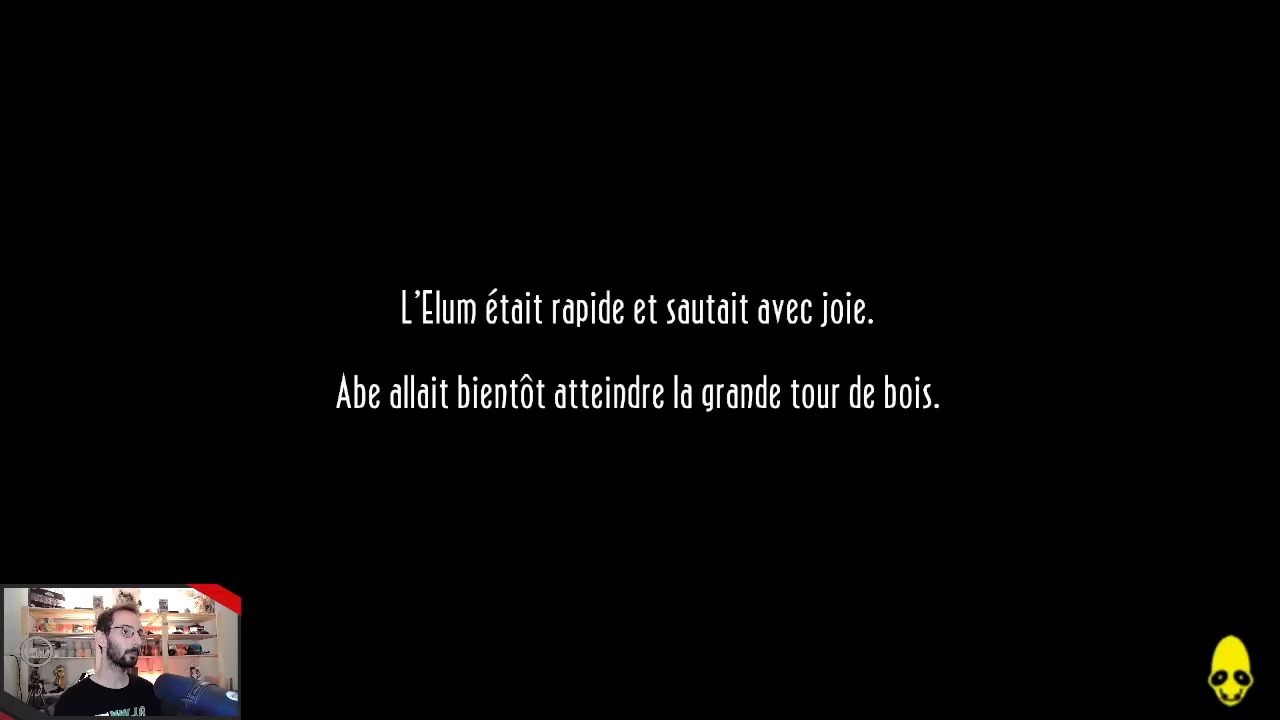 L'Elum était rapide et sautait avec joie.
Abe allait bientôt atteindre la grande tour de bois.